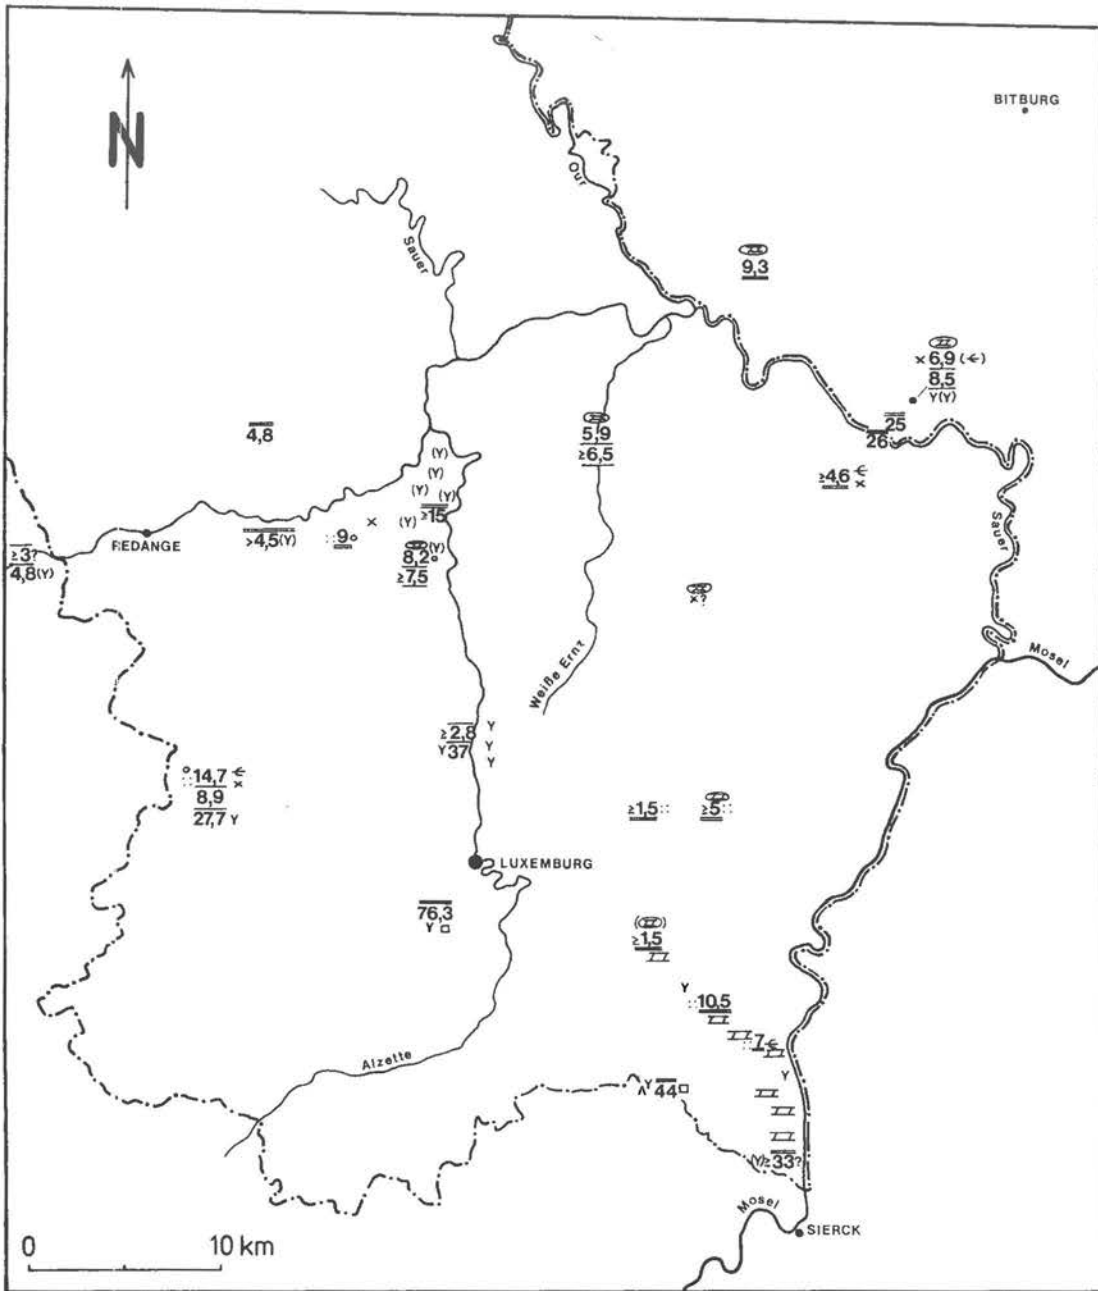 BITBURG
N
Our
Sauer
9,3
×6,9(←)
8,5
Y(Y)
4,8
5,9
≥6,5
25
26
(Y)
(Y)
(Y) (Y)
≥15
≥4,6 ← ×
×
(Y)
REDANGE
>4,5(Y)
::9o
(Y)
8,2o
≥7,5
≥3?
4,8(Y)
Sauer
×?
Mosel
Weiße Ernz
≥2,8 Y
Y37 Y
Y
o::14,7 ← ×
8,9
27,7 Y
≥1,5::
≥5::
LUXEMBURG
76,3
Y □
≥1,5
Y
::10,5
::7←
Alzette
Y
Y 44 □
(Y)≥33?
Mosel
SIERCK
0 10 km